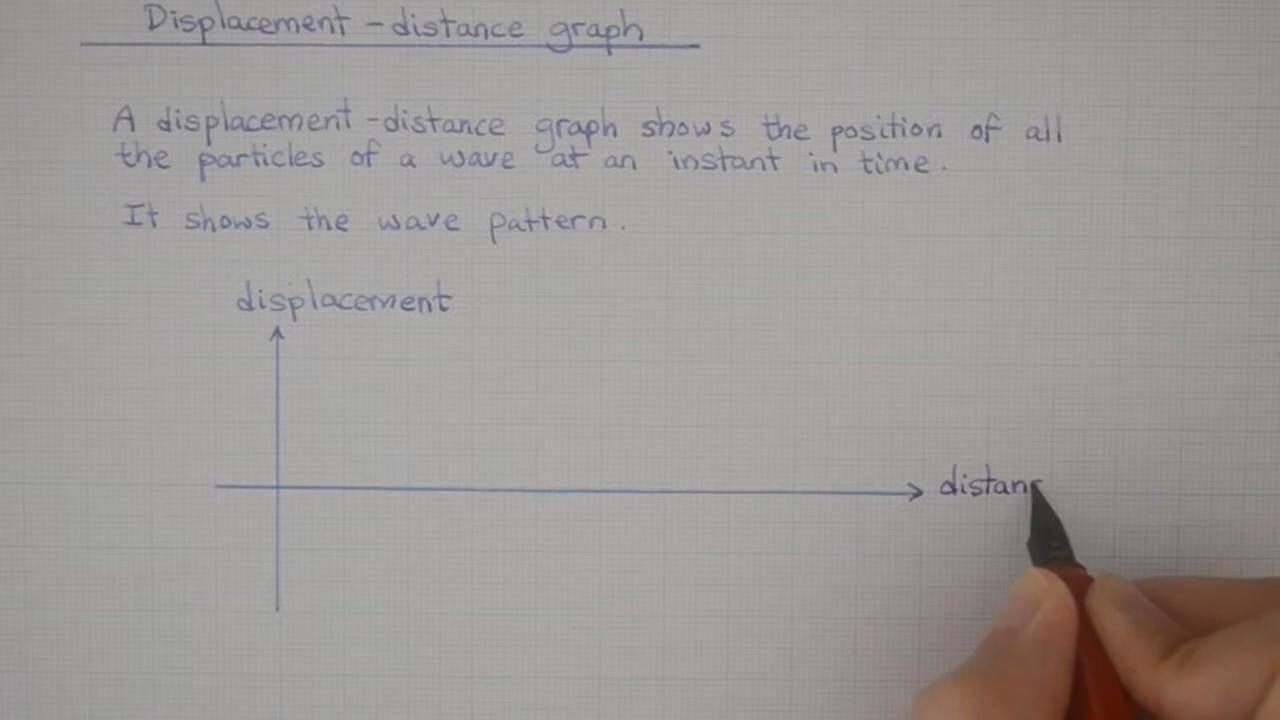 Displacement - distance graph
A displacement - distance graph shows the position of all
the particles of a wave at an instant in time.
It shows the wave pattern.
displacement
distanc